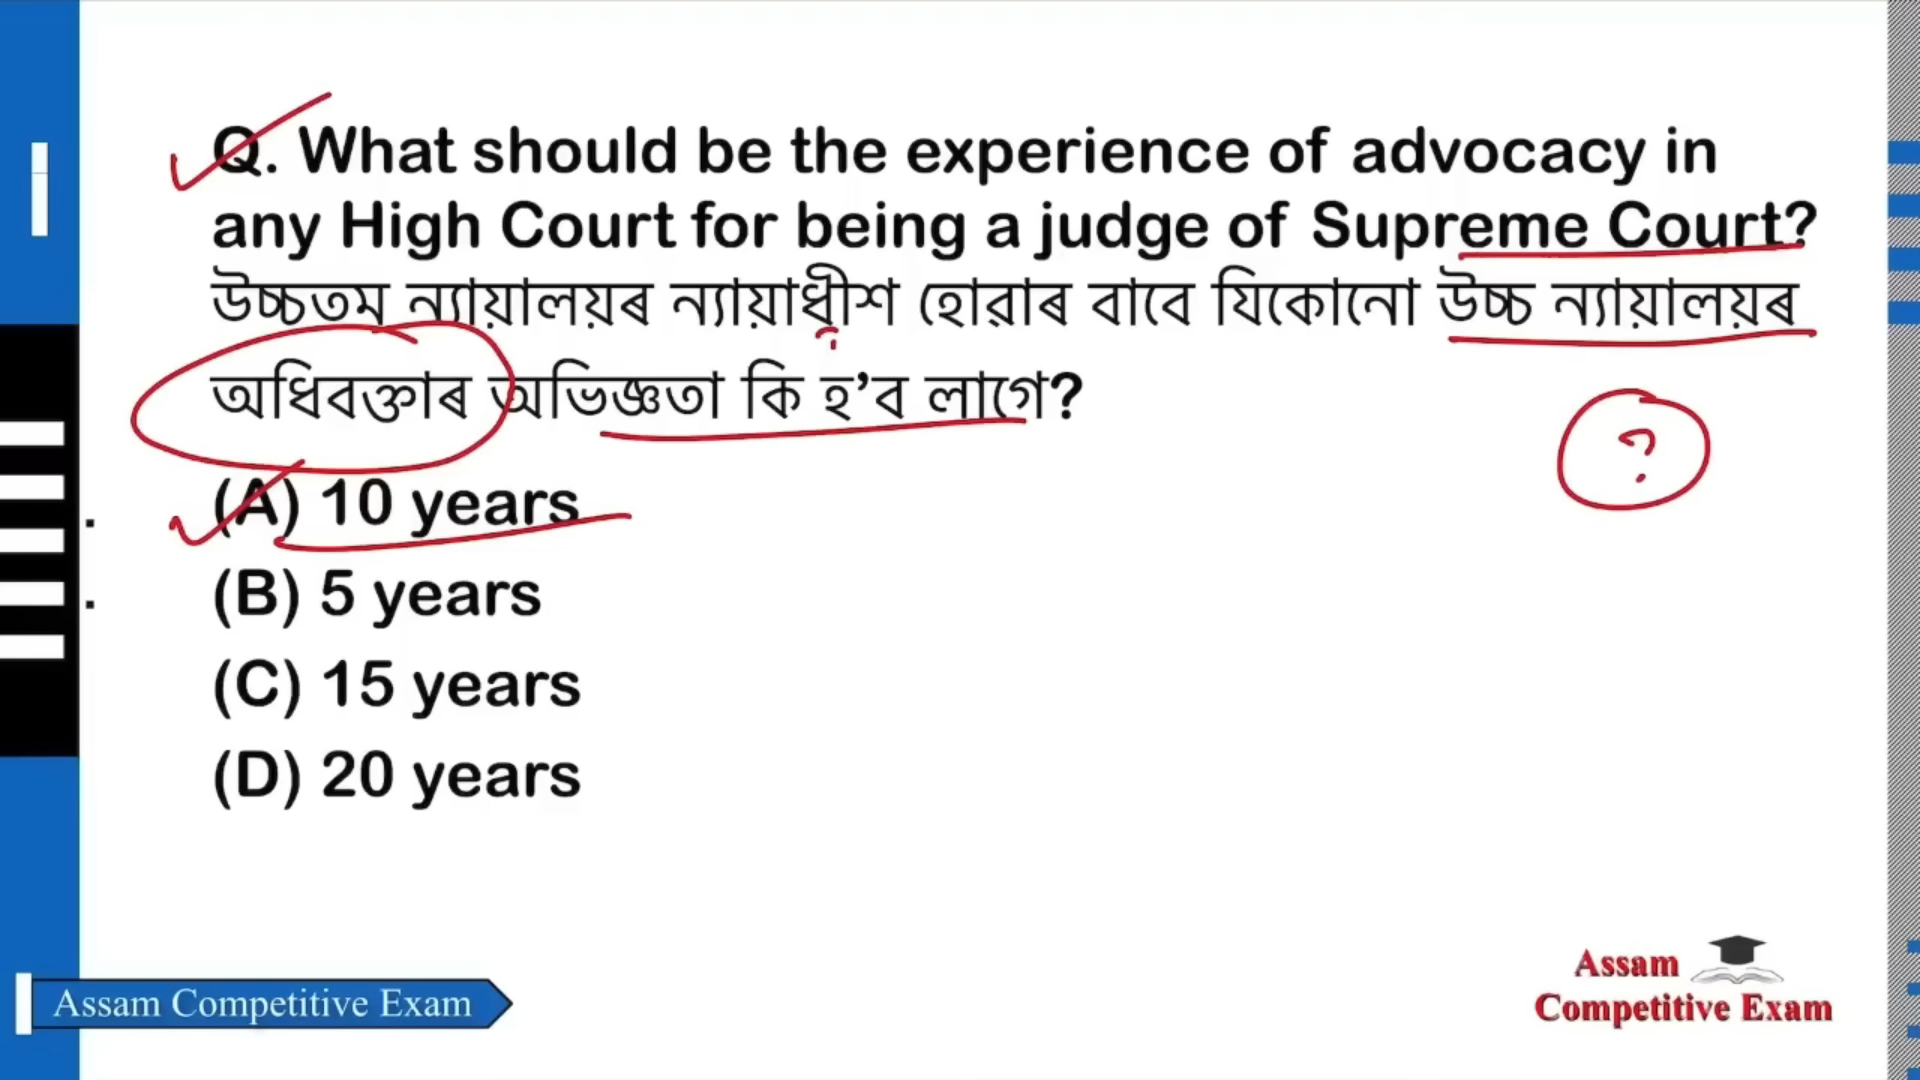 Q. What should be the experience of advocacy in
any High Court for being a judge of Supreme Court?
উচ্চতম ন্যায়ালয়ৰ ন্যায়াধীশ হোৱাৰ বাবে যিকোনো উচ্চ ন্যায়ালয়ৰ
অধিবক্তাৰ অভিজ্ঞতা কি হ’ব লাগে?
?
(A) 10 years
(B) 5 years
(C) 15 years
(D) 20 years
Assam Competitive Exam
Assam
Competitive Exam